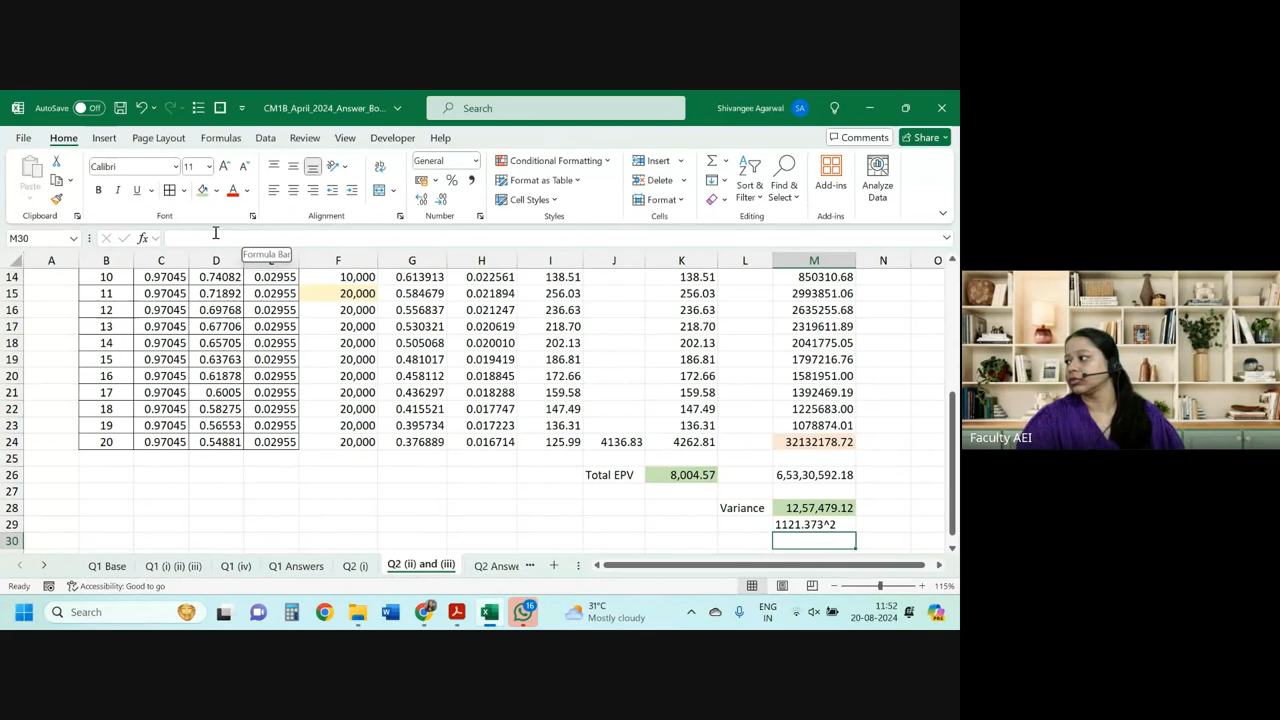 AutoSave Off CM1B_April_2024_Answer_Bo... Search Shivangee Agarwal SA
File Home Insert Page Layout Formulas Data Review View Developer Help Comments Share
Calibri 11 General Conditional Formatting Insert
Paste B I U Format as Table Delete Sort & Filter Find & Select Add-ins Analyze Data
Cell Styles Format
Clipboard Font Alignment Number Styles Cells Editing Add-ins
M30 fx
Formula Bar
A B C D E F G H I J K L M N O
14 10 0.97045 0.74082 0.02955 10,000 0.613913 0.022561 138.51 138.51 850310.68
15 11 0.97045 0.71892 0.02955 20,000 0.584679 0.021894 256.03 256.03 2993851.06
16 12 0.97045 0.69768 0.02955 20,000 0.556837 0.021247 236.63 236.63 2635255.68
17 13 0.97045 0.67706 0.02955 20,000 0.530321 0.020619 218.70 218.70 2319611.89
18 14 0.97045 0.65705 0.02955 20,000 0.505068 0.020010 202.13 202.13 2041775.05
19 15 0.97045 0.63763 0.02955 20,000 0.481017 0.019419 186.81 186.81 1797216.76
20 16 0.97045 0.61878 0.02955 20,000 0.458112 0.018845 172.66 172.66 1581951.00
21 17 0.97045 0.6005 0.02955 20,000 0.436297 0.018288 159.58 159.58 1392469.19
22 18 0.97045 0.58275 0.02955 20,000 0.415521 0.017747 147.49 147.49 1225683.00
23 19 0.97045 0.56553 0.02955 20,000 0.395734 0.017223 136.31 136.31 1078874.01
24 20 0.97045 0.54881 0.02955 20,000 0.376889 0.016714 125.99 4136.83 4262.81 32132178.72
25
26 Total EPV 8,004.57 6,53,30,592.18
27
28 Variance 12,57,479.12
29 1121.373^2
30
Q1 Base Q1 (i) (ii) (iii) Q1 (iv) Q1 Answers Q2 (i) Q2 (ii) and (iii) Q2 Answe ...
Ready Accessibility: Good to go 115%
Search 16 31°C Mostly cloudy ENG IN 11:52 20-08-2024
Faculty AEI